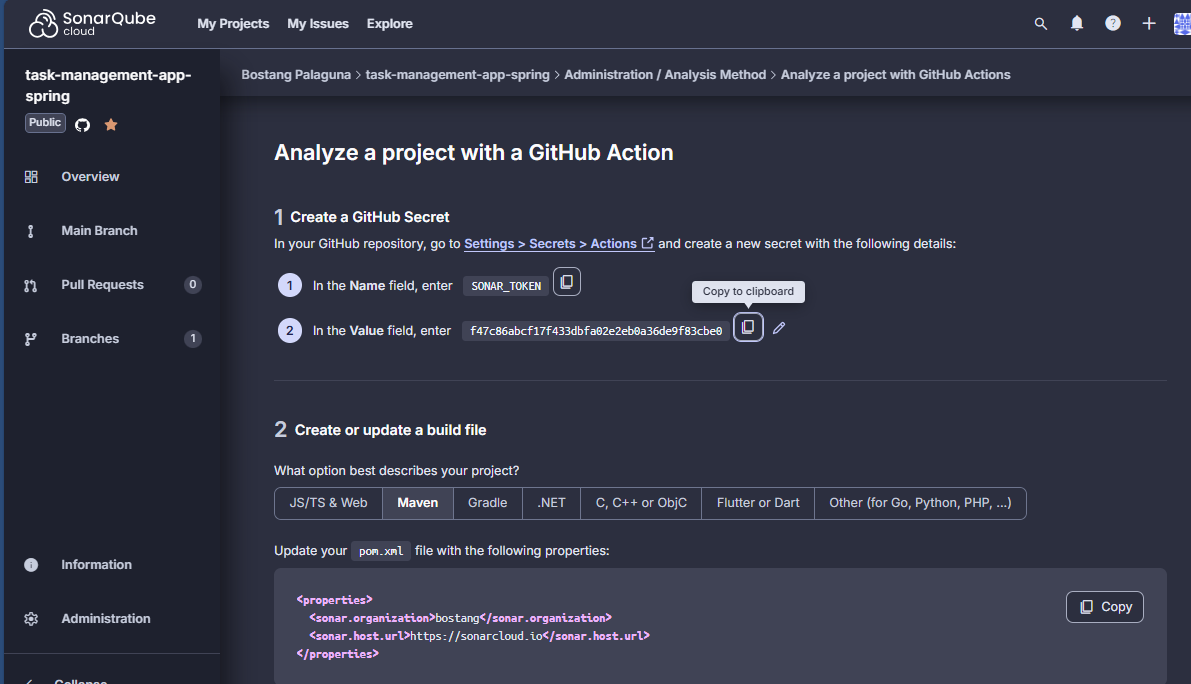 SonarQube cloud
My Projects My Issues Explore
task-management-app-spring
Public
Overview
Main Branch
Pull Requests 0
Branches 1
Information
Administration
Collapse
Bostang Palaguna > task-management-app-spring > Administration / Analysis Method > Analyze a project with GitHub Actions
Analyze a project with a GitHub Action
1 Create a GitHub Secret
In your GitHub repository, go to Settings > Secrets > Actions and create a new secret with the following details:
1 In the Name field, enter SONAR_TOKEN
Copy to clipboard
2 In the Value field, enter f47c86abcf17f433dbfa02e2eb0a36de9f83cbe0
2 Create or update a build file
What option best describes your project?
JS/TS & Web Maven Gradle .NET C, C++ or ObjC Flutter or Dart Other (for Go, Python, PHP, ...)
Update your pom.xml file with the following properties:
<properties>
<sonar.organization>bostang</sonar.organization>
<sonar.host.url>https://sonarcloud.io</sonar.host.url>
</properties>
Copy